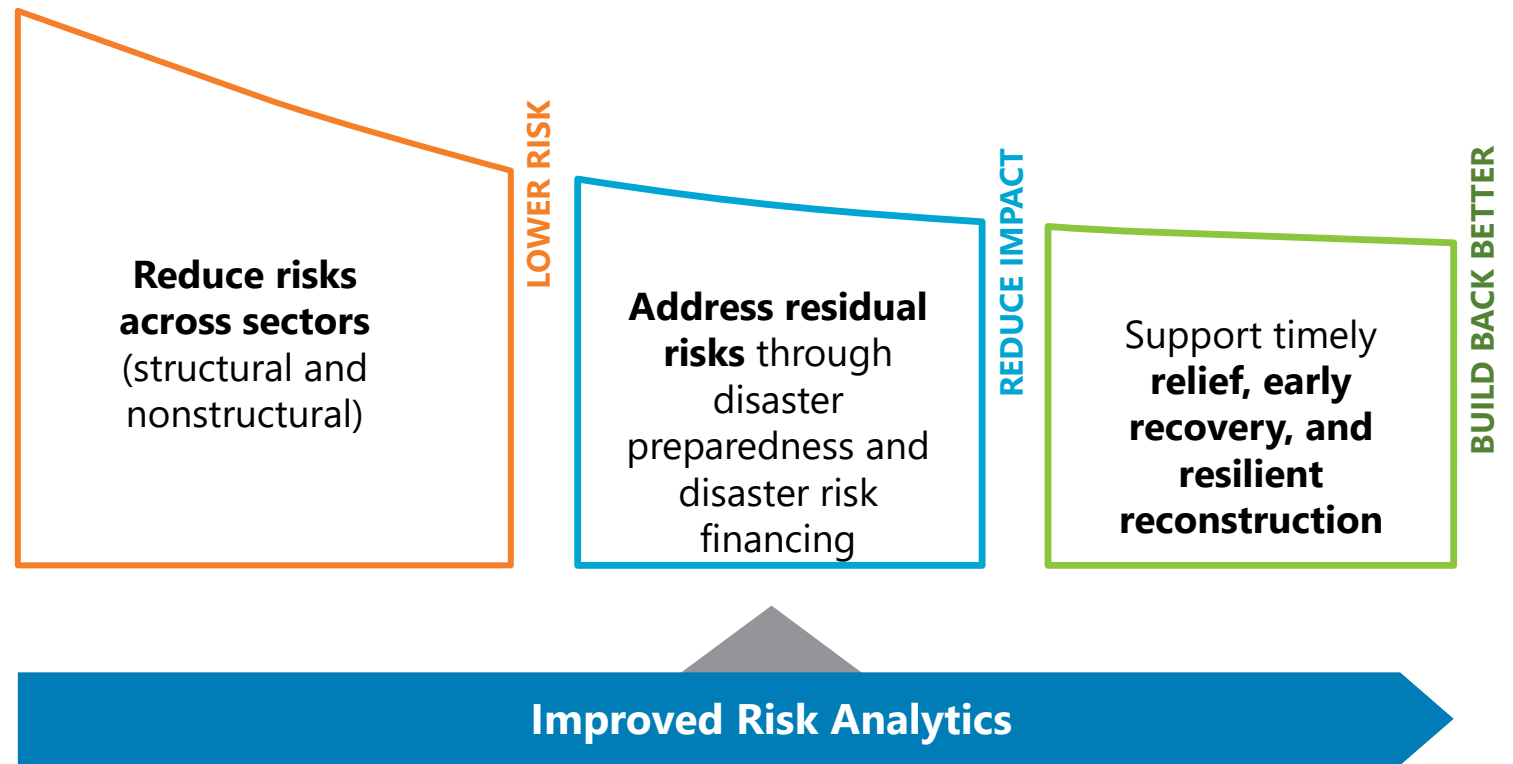 Reduce risks
across sectors
(structural and
nonstructural)
LOWER RISK
Address residual
risks through
disaster
preparedness and
disaster risk
financing
REDUCE IMPACT
Support timely
relief, early
recovery, and
resilient
reconstruction
BUILD BACK BETTER
Improved Risk Analytics